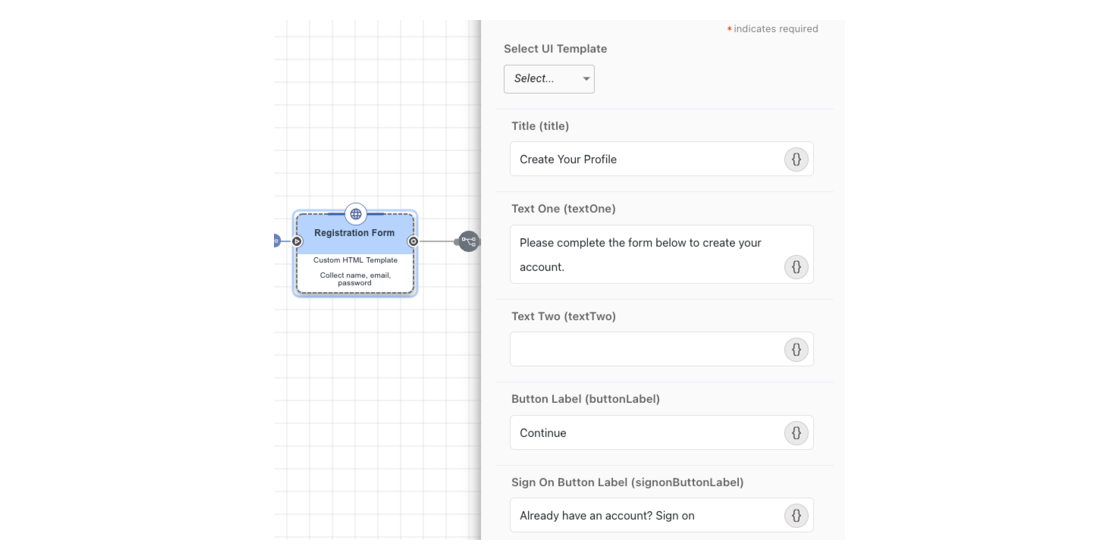 * indicates required
Select UI Template
Select...
Title (title)
Create Your Profile
{}
Text One (textOne)
Please complete the form below to create your
account.
{}
Text Two (textTwo)
{}
Button Label (buttonLabel)
Continue
{}
Sign On Button Label (signonButtonLabel)
Already have an account? Sign on
{}
Registration Form
Custom HTML Template
Collect name, email,
password